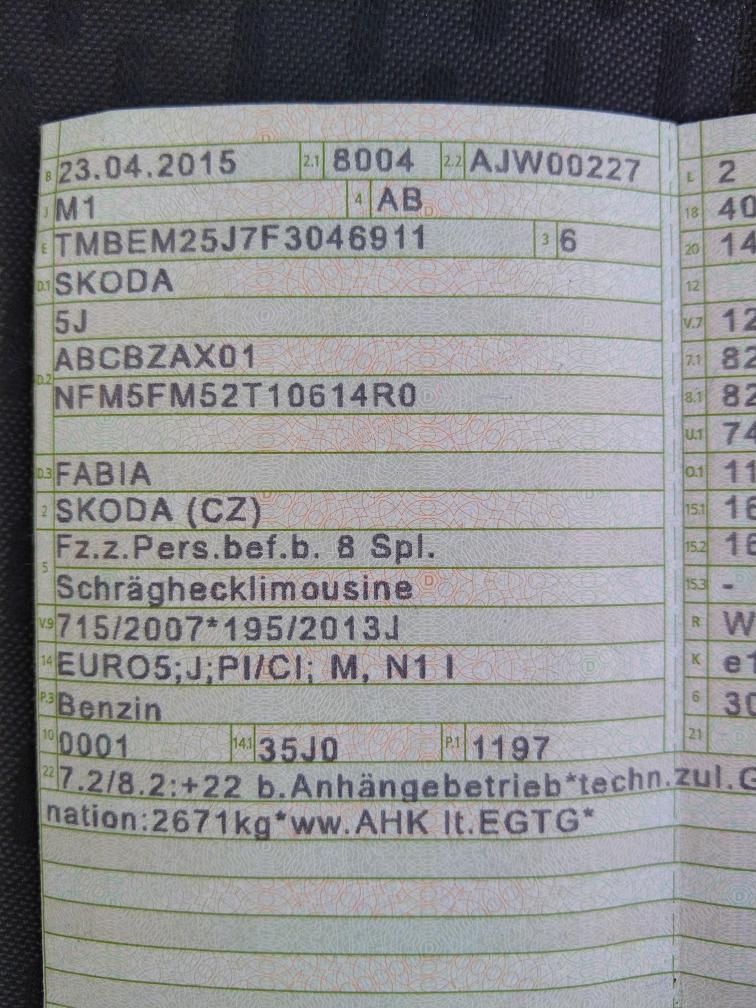 B 23.04.2015 2.1 8004 2.2 AJW00227 L 2
J M1 4 AB 18 40
E TMBEM25J7F3046911 3 6 20 14
D.1 SKODA 12
5J V.7 12
D.2 ABCBZAX01 7.1 82
NFM5FM52T10614R0 8.1 82
U.1 74
D.3 FABIA 0.1 11
2 SKODA (CZ) 15.1 16
5 Fz.z.Pers.bef.b. 8 Spl. 15.2 16
Schräghecklimousine 15.3 -
V.9 715/2007*195/2013J R W
14 EURO5;J;PI/CI; M, N1 I K e1
P.3 Benzin 6 30
10 0001 14.1 35J0 P.1 1197 21
22 7.2/8.2:+22 b.Anhängebetrieb*techn.zul.G
nation:2671kg*ww.AHK lt.EGTG*